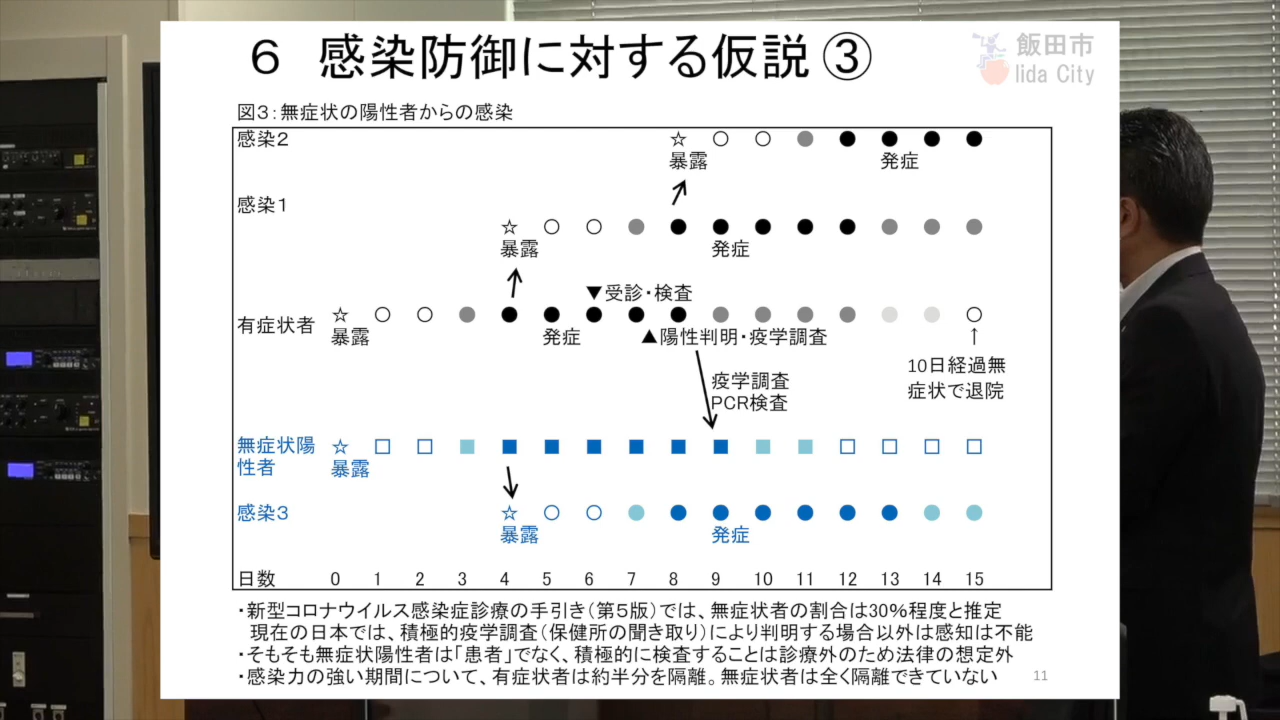 ６ 感染防御に対する仮説③
飯田市
Iida City
図３：無症状の陽性者からの感染
感染２
☆
暴露
発症
感染１
☆
暴露
発症
▼受診・検査
有症状者
☆
暴露
発症
▲陽性判明・疫学調査
↑
10日経過無
症状で退院
疫学調査
PCR検査
無症状陽
性者
☆
暴露
感染３
☆
暴露
発症
日数 0 1 2 3 4 5 6 7 8 9 10 11 12 13 14 15
・新型コロナウイルス感染症診療の手引き（第５版）では、無症状者の割合は30％程度と推定
現在の日本では、積極的疫学調査（保健所の聞き取り）により判明する場合以外は感知は不能
・そもそも無症状陽性者は「患者」でなく、積極的に検査することは診療外のため法律の想定外
・感染力の強い期間について、有症状者は約半分を隔離。無症状者は全く隔離できていない
11